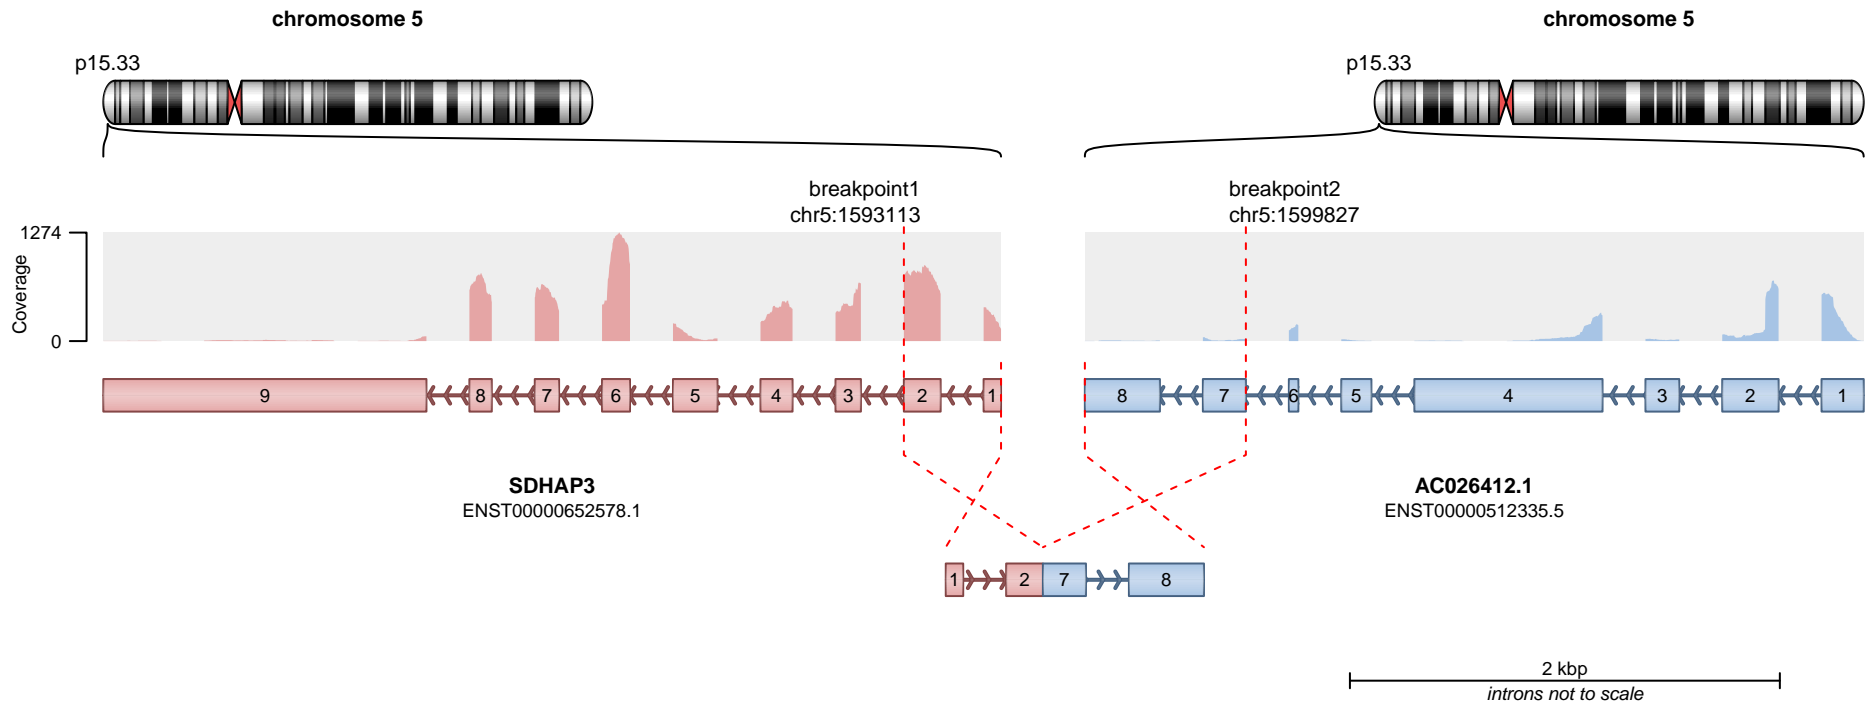 chromosome 5
chromosome 5
p15.33
p15.33
breakpoint1
chr5:1593113
breakpoint2
chr5:1599827
1274
Coverage
0
9 8 7 6 5 4 3 2 1
8 7 6 5 4 3 2 1
SDHAP3
ENST00000652578.1
AC026412.1
ENST00000512335.5
1 2 7 8
2 kbp
introns not to scale